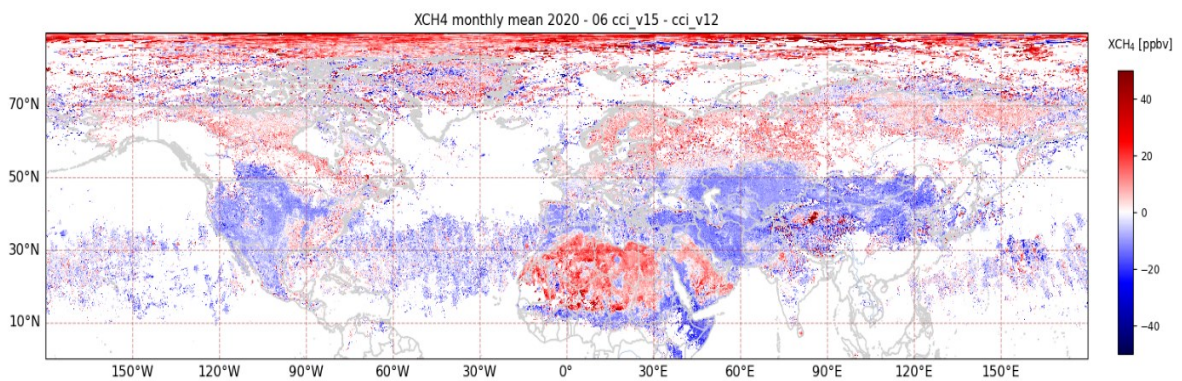 XCH4 monthly mean 2020 - 06 cci_v15 - cci_v12
XCH₄ [ppbv]
70°N
50°N
30°N
10°N
40
20
0
−20
−40
150°W 120°W 90°W 60°W 30°W 0° 30°E 60°E 90°E 120°E 150°E